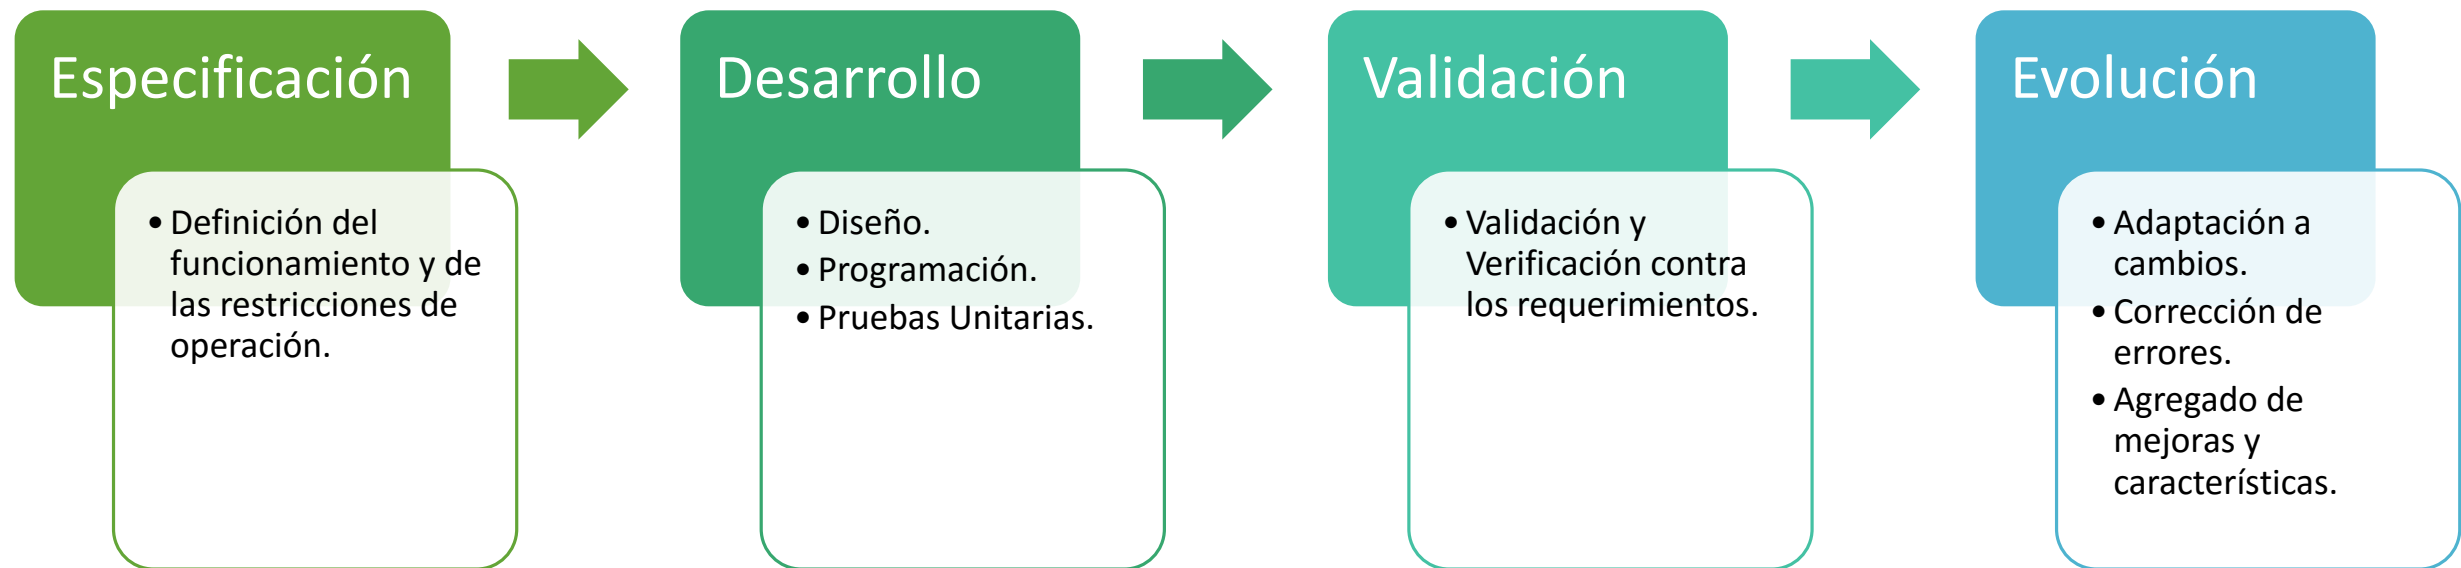 Especificación
• Definición del
funcionamiento y de
las restricciones de
operación.
Desarrollo
• Diseño.
• Programación.
• Pruebas Unitarias.
Validación
• Validación y
Verificación contra
los requerimientos.
Evolución
• Adaptación a
cambios.
• Corrección de
errores.
• Agregado de
mejoras y
características.